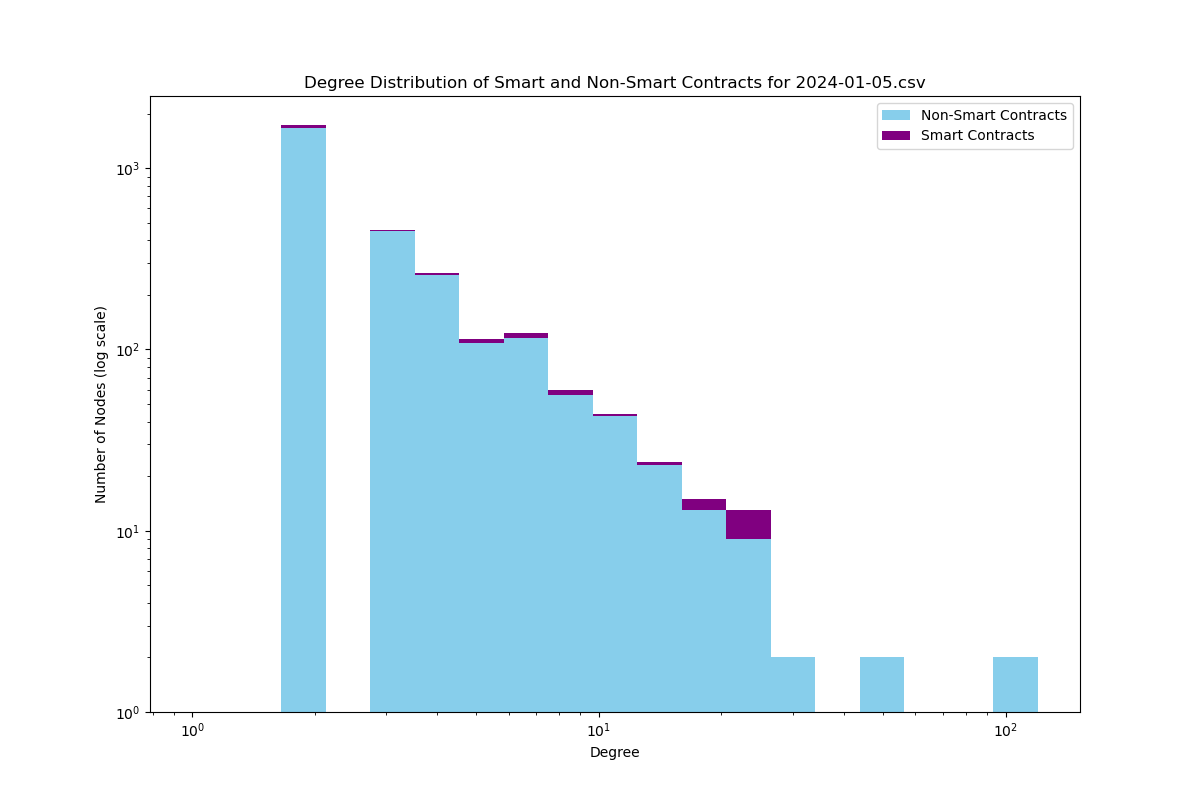 Degree Distribution of Smart and Non-Smart Contracts for 2024-01-05.csv
Non-Smart Contracts
Smart Contracts
Number of Nodes (log scale)
10³
10²
10¹
10⁰
10⁰ 10¹ 10²
Degree